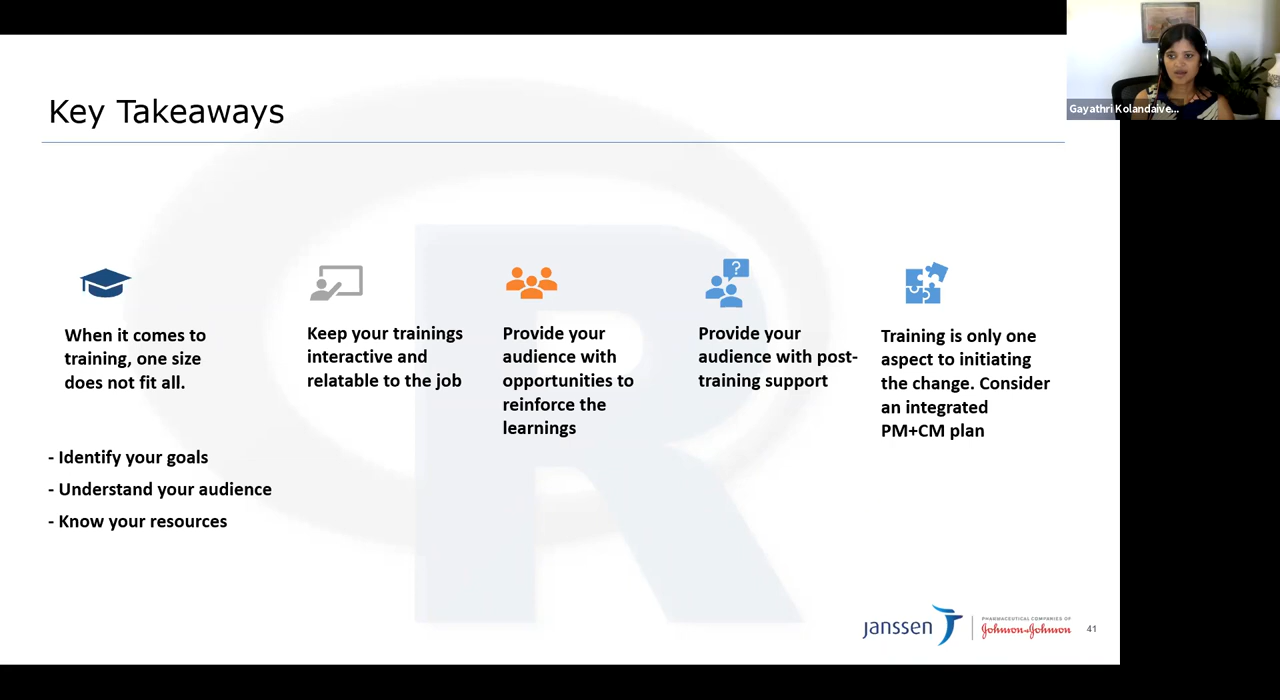 Gayathri Kolandaive...
Key Takeaways
?
When it comes to
training, one size
does not fit all.
- Identify your goals
- Understand your audience
- Know your resources
Keep your trainings
interactive and
relatable to the job
Provide your
audience with
opportunities to
reinforce the
learnings
Provide your
audience with post-
training support
Training is only one
aspect to initiating
the change. Consider
an integrated
PM+CM plan
R
janssen
PHARMACEUTICAL COMPANIES OF
Johnson & Johnson
41